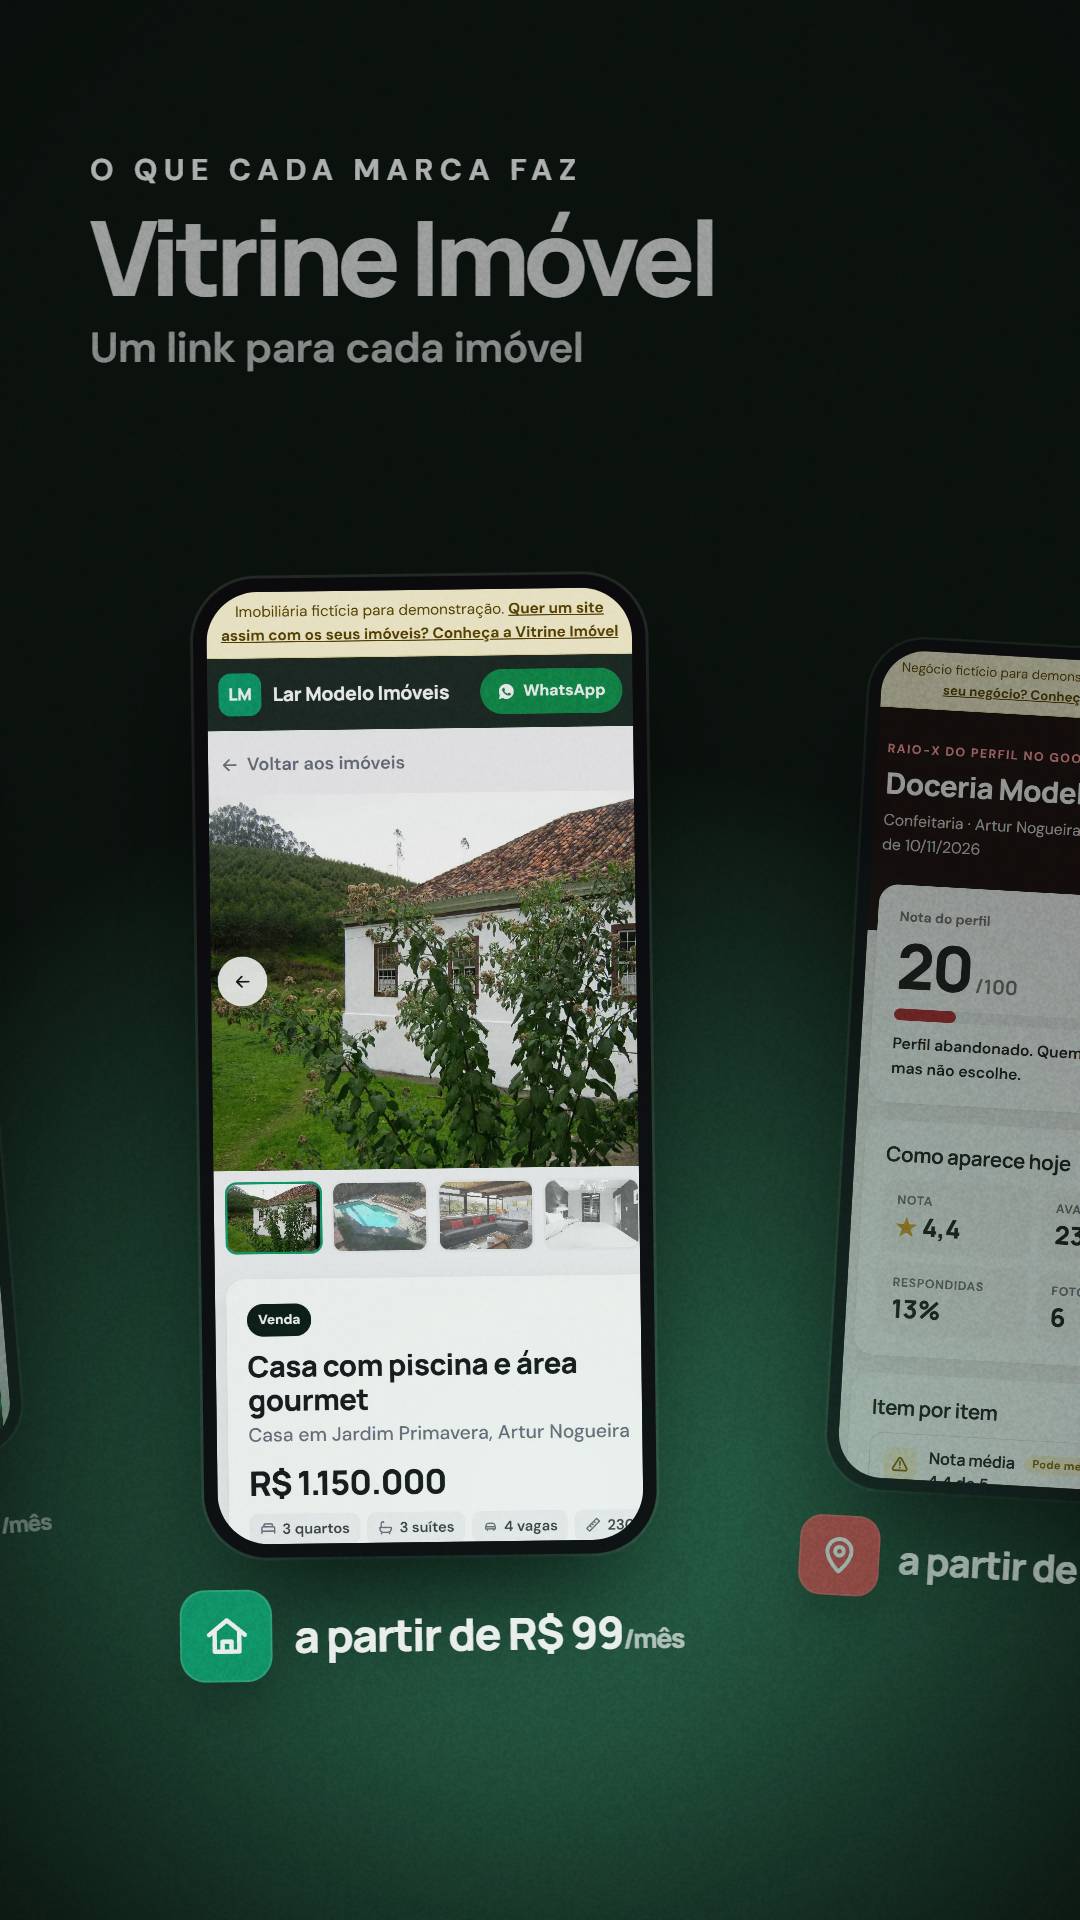 O QUE CADA MARCA FAZ
Vitrine Imóvel
Um link para cada imóvel
Imobiliária fictícia para demonstração. Quer um site
assim com os seus imóveis? Conheça a Vitrine Imóvel
LM
Lar Modelo Imóveis
WhatsApp
← Voltar aos imóveis
Venda
Casa com piscina e área
gourmet
Casa em Jardim Primavera, Artur Nogueira
R$ 1.150.000
3 quartos
3 suítes
4 vagas
a partir de R$ 99/mês
/mês
Negócio fictício para
seu negócio?
RAIO-X DO PERFIL NO
Doceria
Confeitaria · Artur Nogueira
de 10/11/2026
Nota do perfil
20/100
Perfil abandonado. Quem
mas não escolhe.
Como aparece hoje
NOTA
★ 4,4
RESPONDIDAS
13%
6
Item por item
Nota média
a partir de